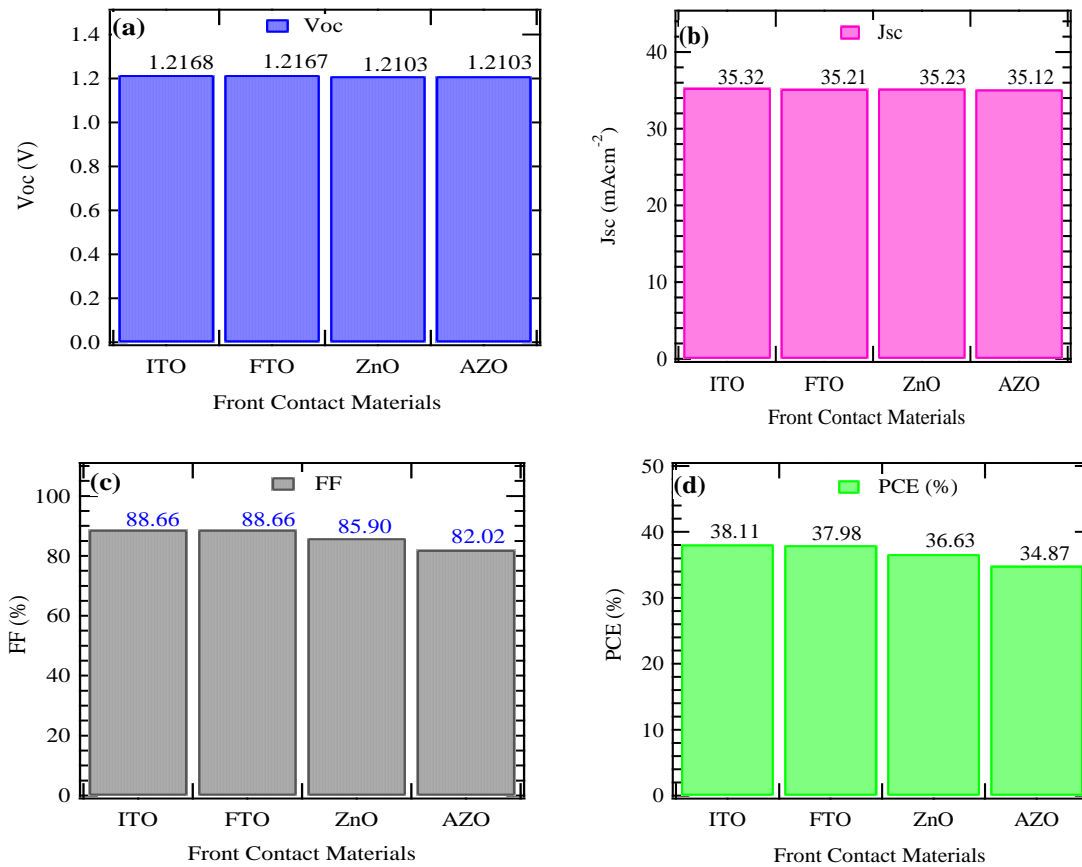 (a)
Voc
1.4
1.2
1.0
0.8
0.6
0.4
0.2
0.0
Voc (V)
1.2168 1.2167 1.2103 1.2103
ITO FTO ZnO AZO
Front Contact Materials
(b)
Jsc
40
30
20
10
0
Jsc (mAcm-2)
35.32 35.21 35.23 35.12
ITO FTO ZnO AZO
Front Contact Materials
(c)
FF
100
80
60
40
20
0
FF (%)
88.66 88.66 85.90 82.02
ITO FTO ZnO AZO
Front Contact Materials
(d)
PCE (%)
50
40
30
20
10
0
PCE (%)
38.11 37.98 36.63 34.87
ITO FTO ZnO AZO
Front Contact Materials